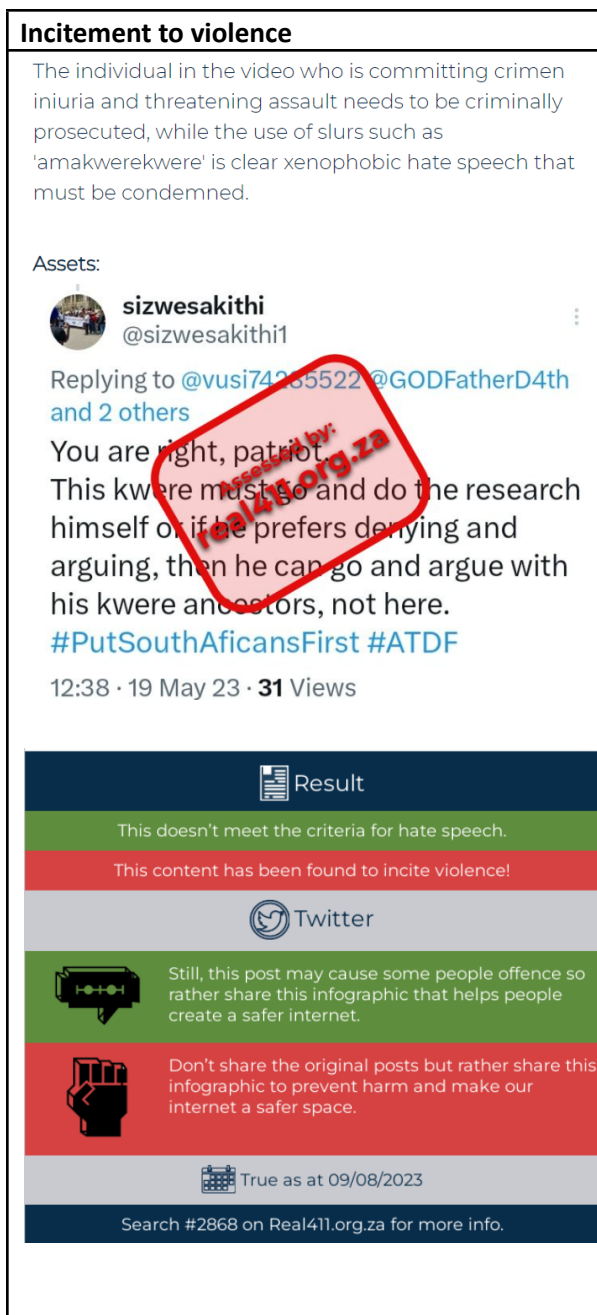 Incitement to violence
The individual in the video who is committing crimen
iniuria and threatening assault needs to be criminally
prosecuted, while the use of slurs such as
'amakwerekwere' is clear xenophobic hate speech that
must be condemned.
Assets:
sizwesakithi
@sizwesakithi1
Replying to @vusi74285522 @GODFatherD4th
and 2 others
You are right, patriot.
This kwere must go and do the research
himself or if he prefers denying and
arguing, then he can go and argue with
his kwere ancestors, not here.
#PutSouthAficansFirst #ATDF
Assessed by:
real411.org.za
12:38 · 19 May 23 · 31 Views
Result
This doesn't meet the criteria for hate speech.
This content has been found to incite violence!
Twitter
Still, this post may cause some people offence so
rather share this infographic that helps people
create a safer internet.
Don't share the original posts but rather share this
infographic to prevent harm and make our
internet a safer space.
True as at 09/08/2023
Search #2868 on Real411.org.za for more info.